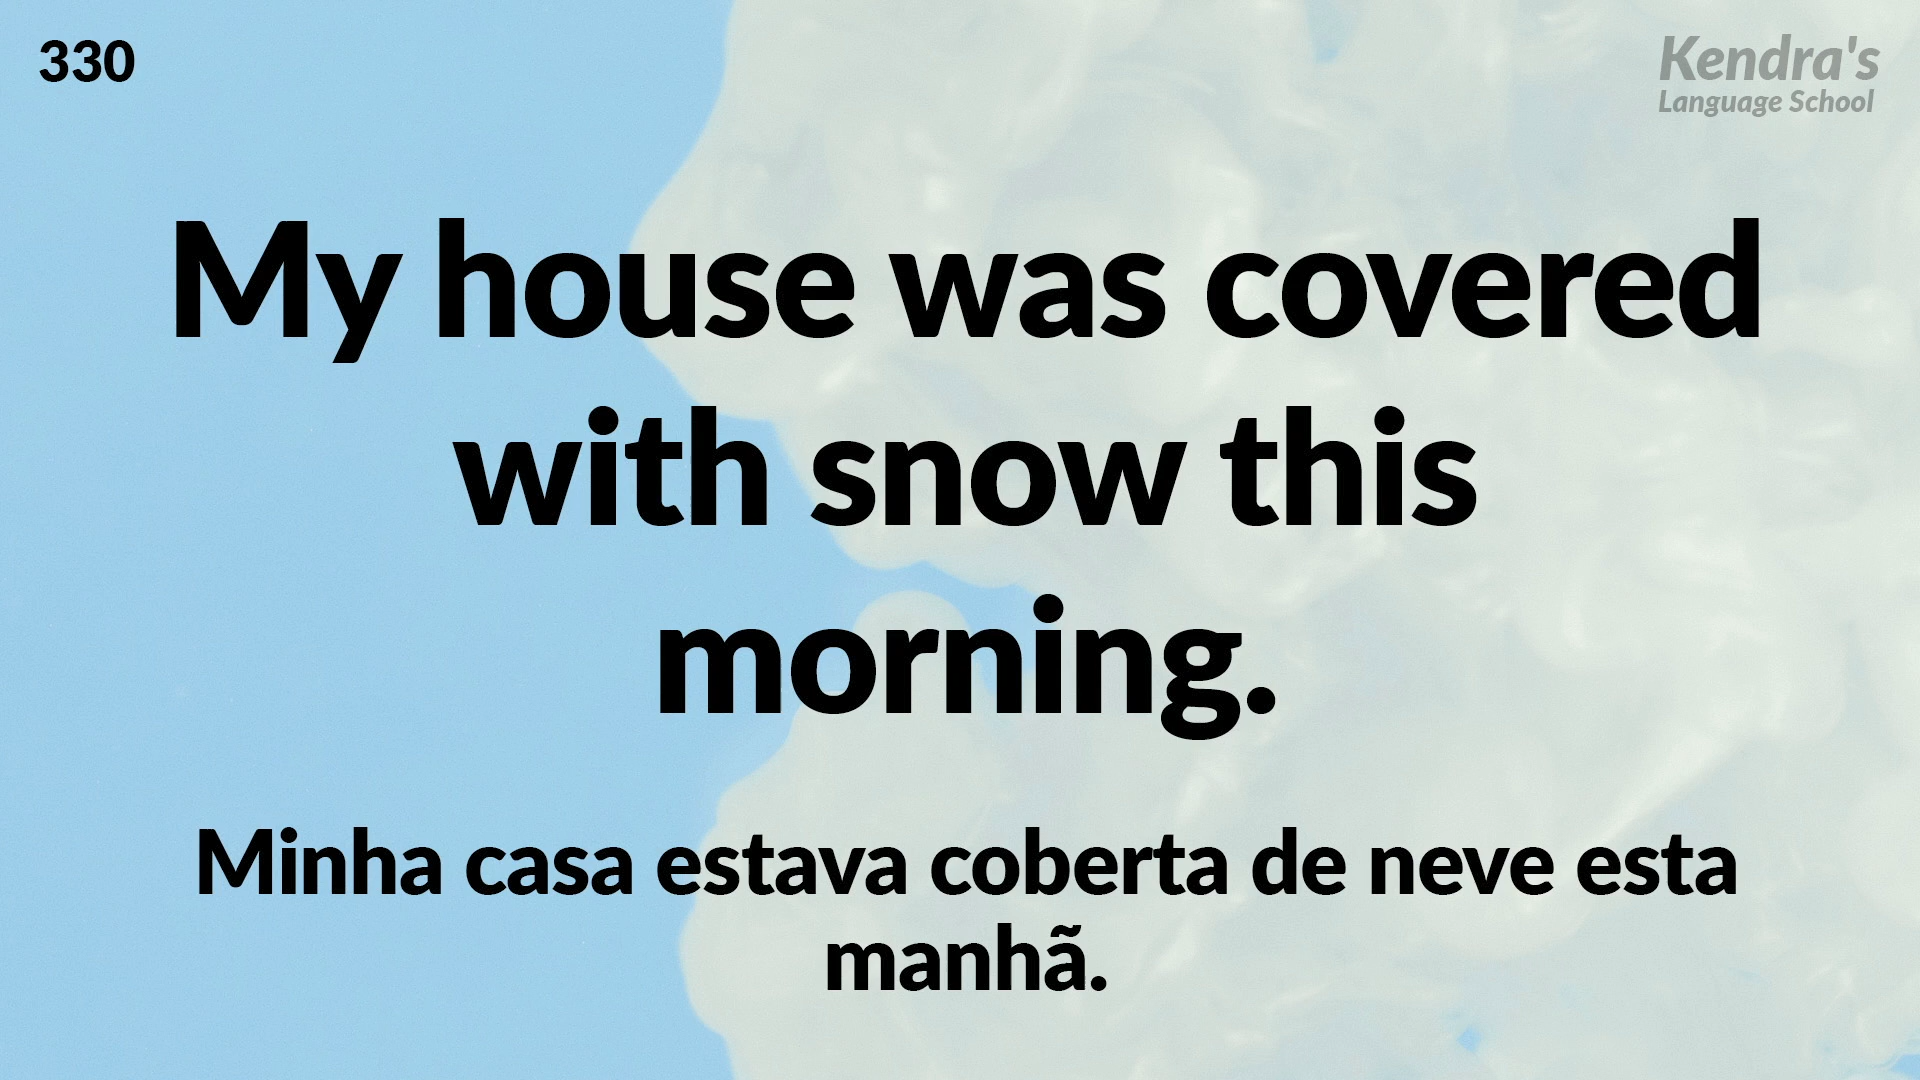 330
Kendra's
Language School
My house was covered
with snow this
morning.
Minha casa estava coberta de neve esta
manhã.